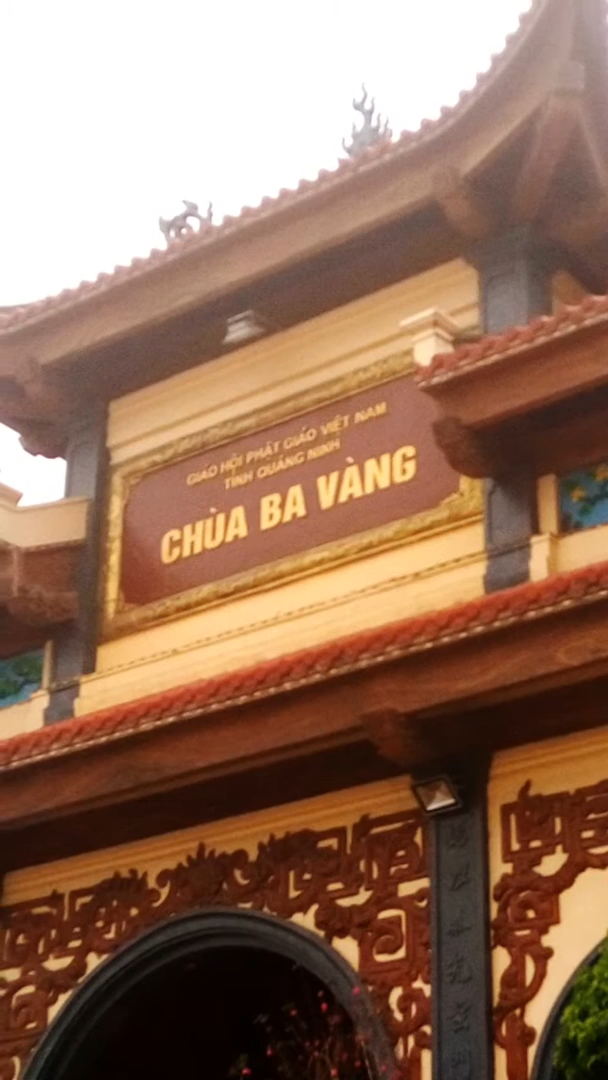 GIÁO HỘI PHẬT GIÁO VIỆT NAM
TỈNH QUẢNG NINH
CHÙA BA VÀNG